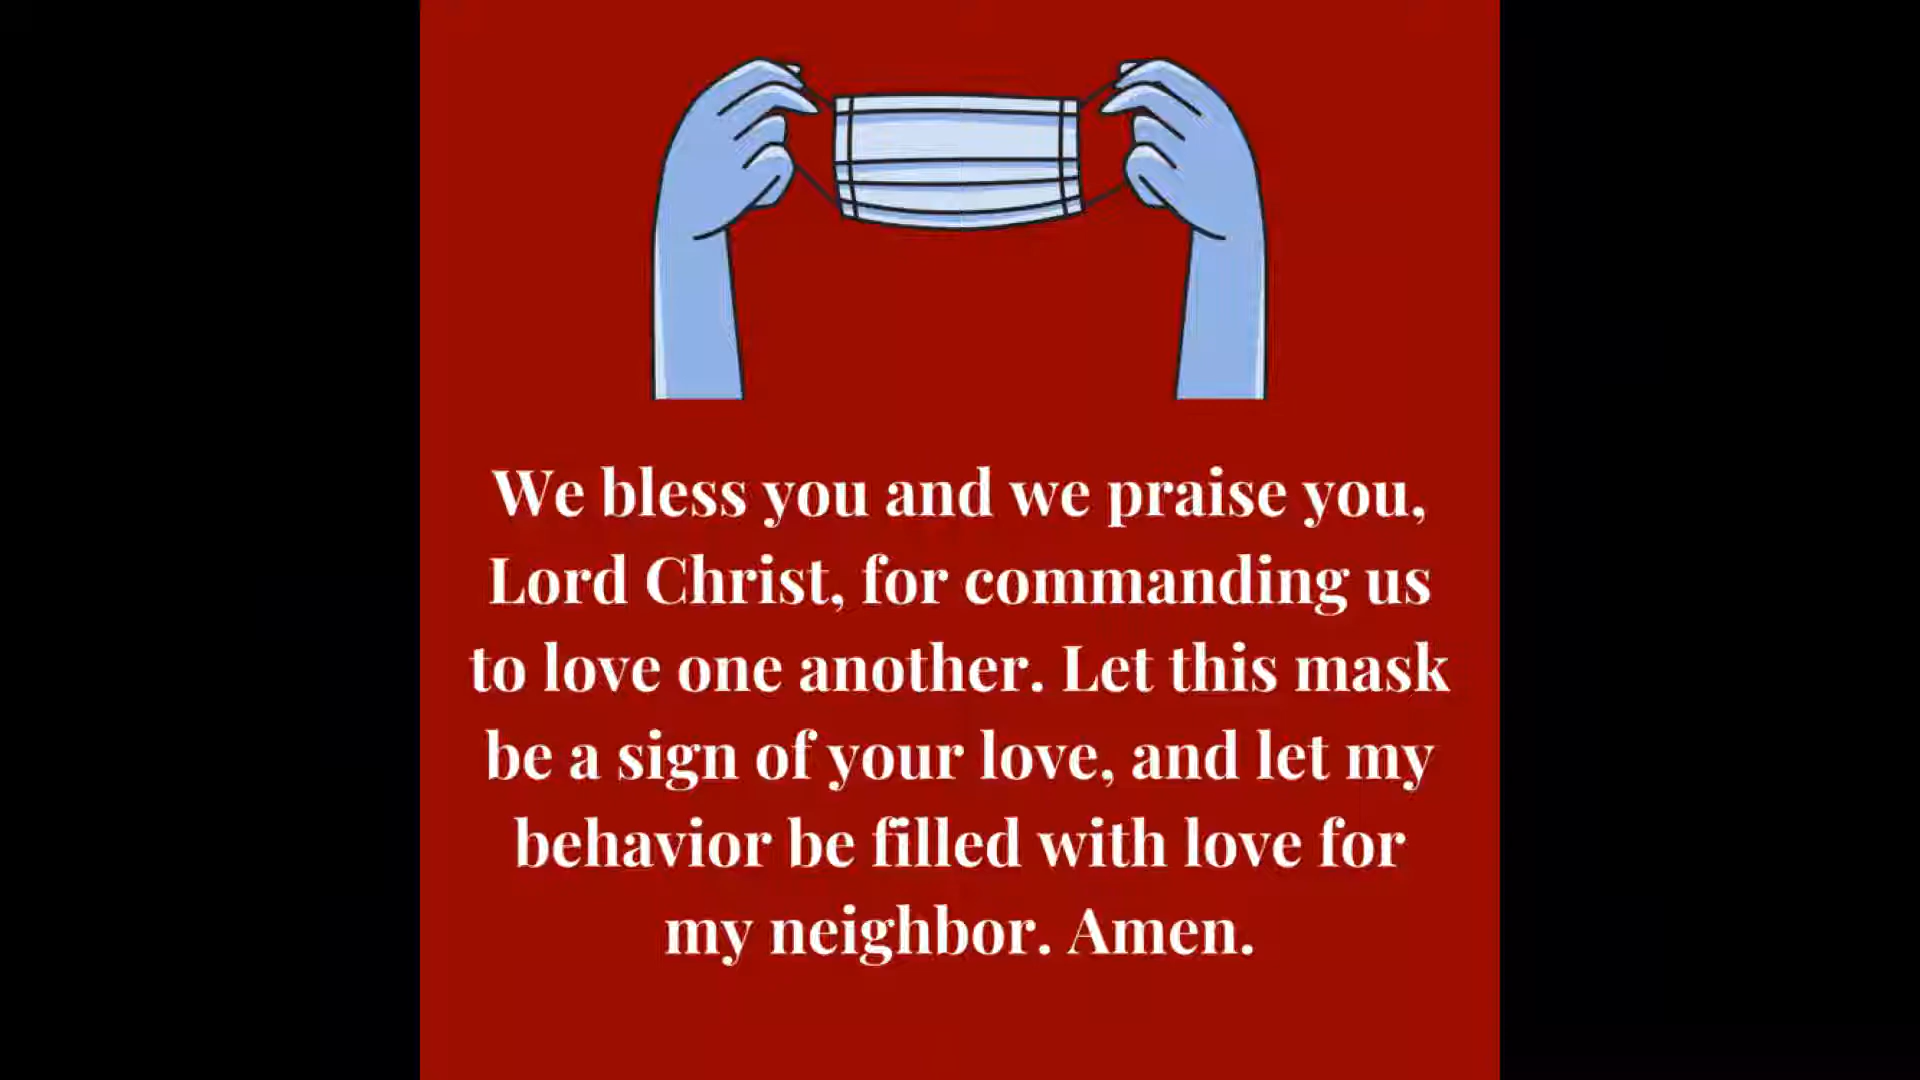 We bless you and we praise you,
Lord Christ, for commanding us
to love one another. Let this mask
be a sign of your love, and let my
behavior be filled with love for
my neighbor. Amen.